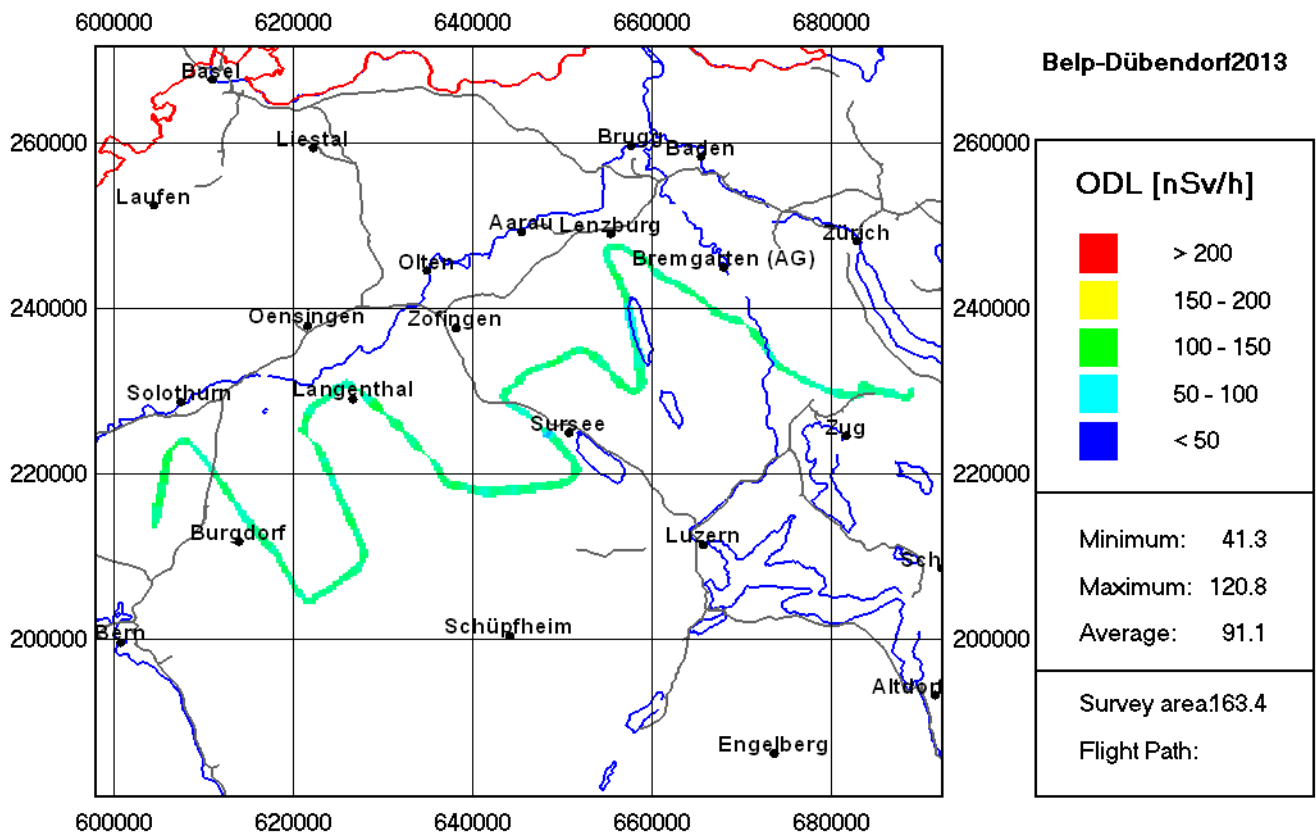 600000 620000 640000 660000 680000
Belp-Dübendorf2013
Basel
260000
Liestal
Brugg
Baden
260000
Laufen
Aarau
Lenzburg
Zürich
Olten
Bremgarten (AG)
240000
Oensingen
Zofingen
240000
Solothurn
Langenthal
Sursee
Zug
220000
220000
Burgdorf
Luzern
Sch
200000
Bern
Schüpfheim
200000
Altdorf
Engelberg
600000 620000 640000 660000 680000
ODL [nSv/h]
> 200
150 - 200
100 - 150
50 - 100
< 50
Minimum: 41.3
Maximum: 120.8
Average: 91.1
Survey area:163.4
Flight Path: